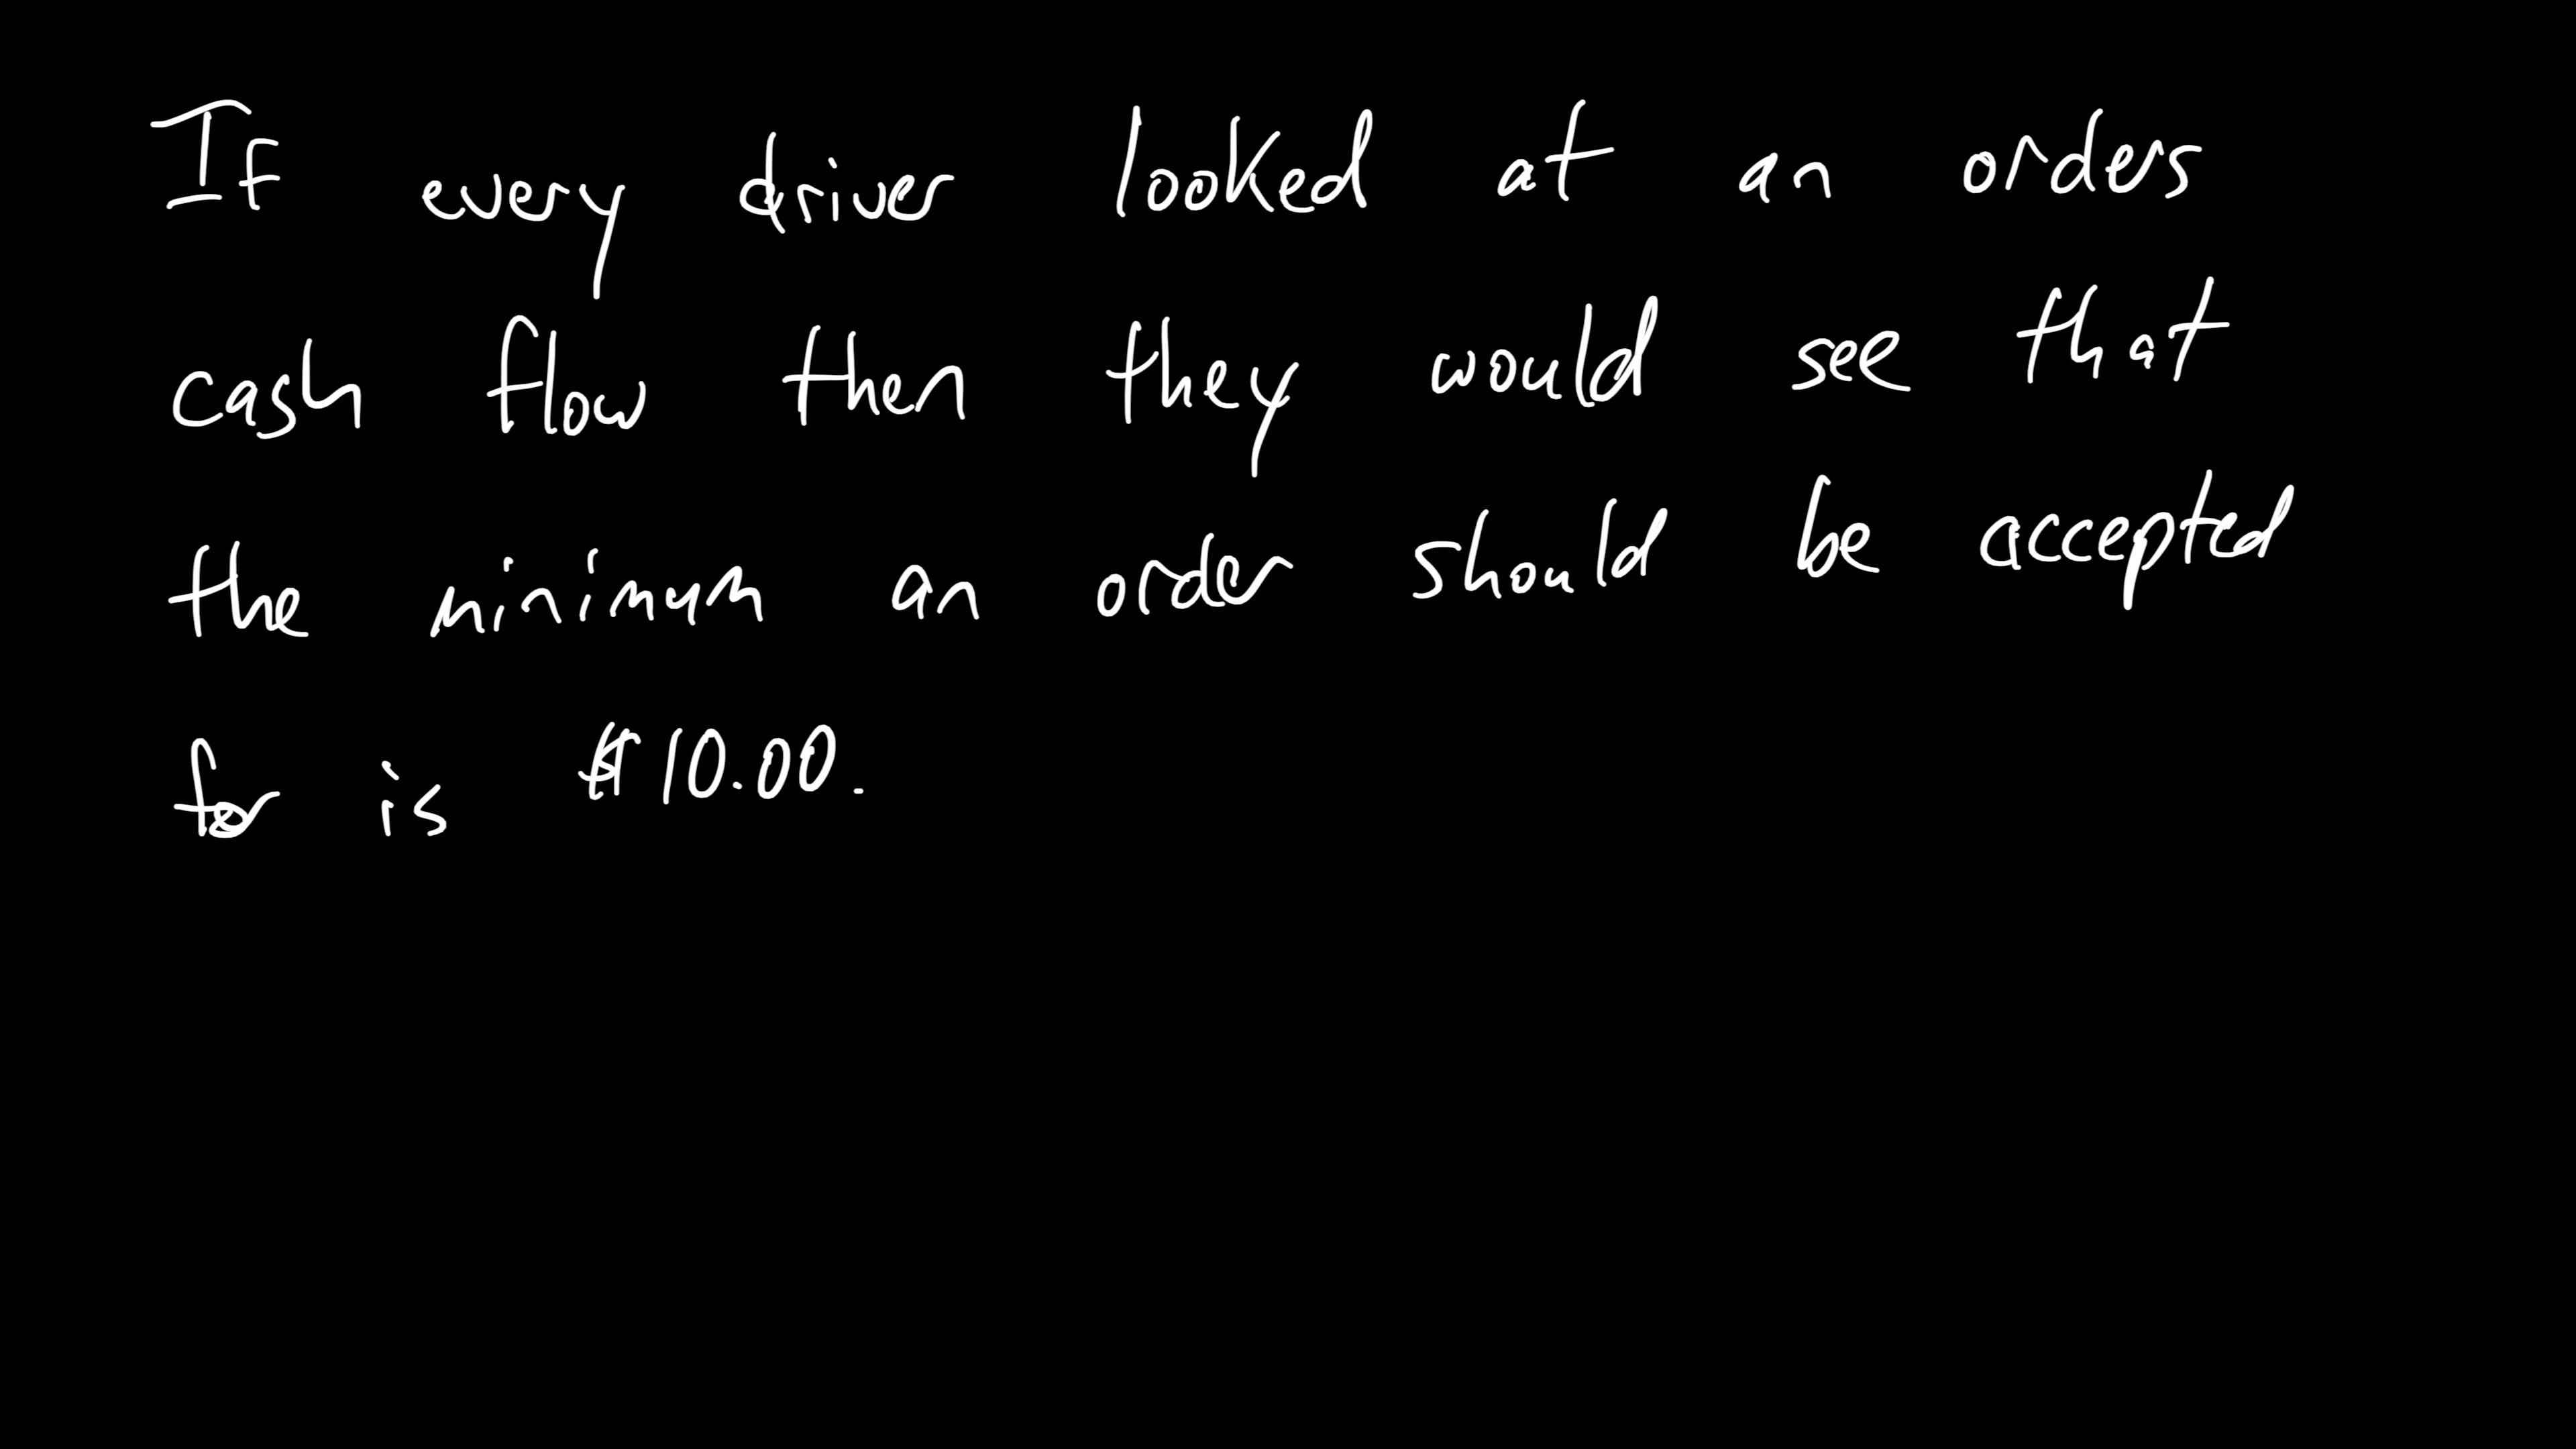 If every driver looked at an orders
cash flow then they would see that
the minimum an order should be accepted
for is $10.00.